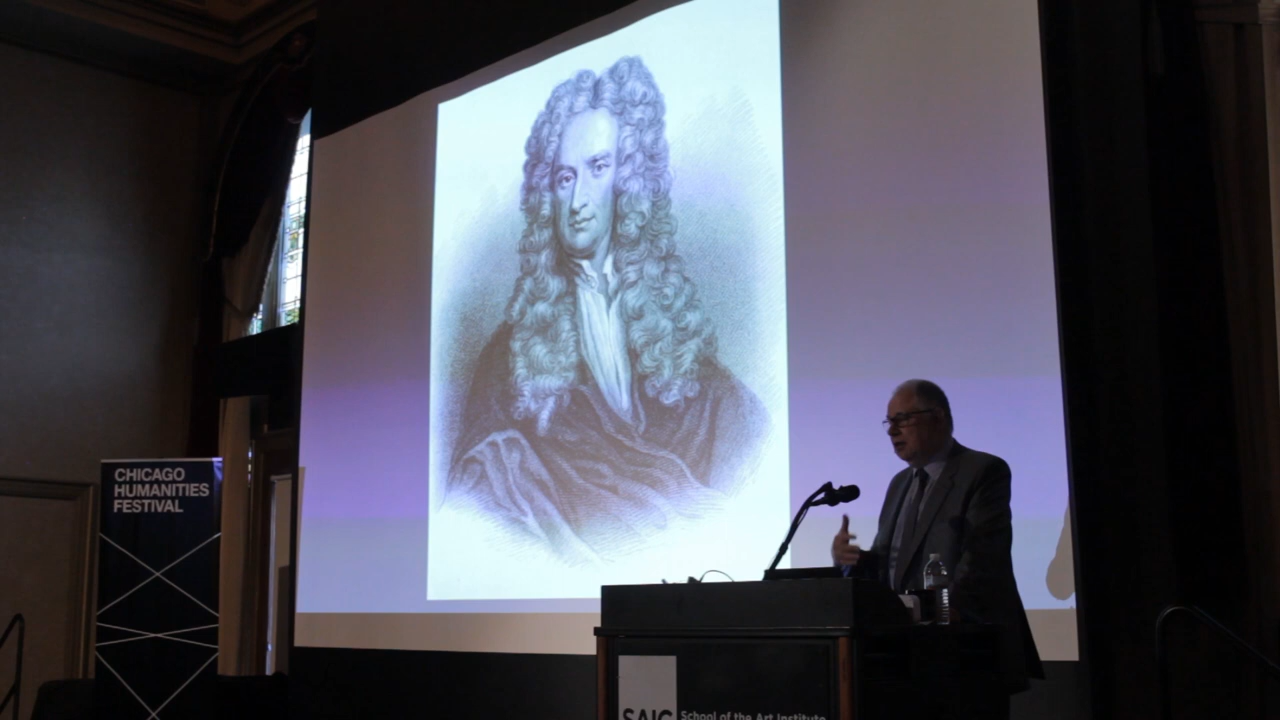 CHICAGO
HUMANITIES
FESTIVAL
SAIC
School of the Art Institute